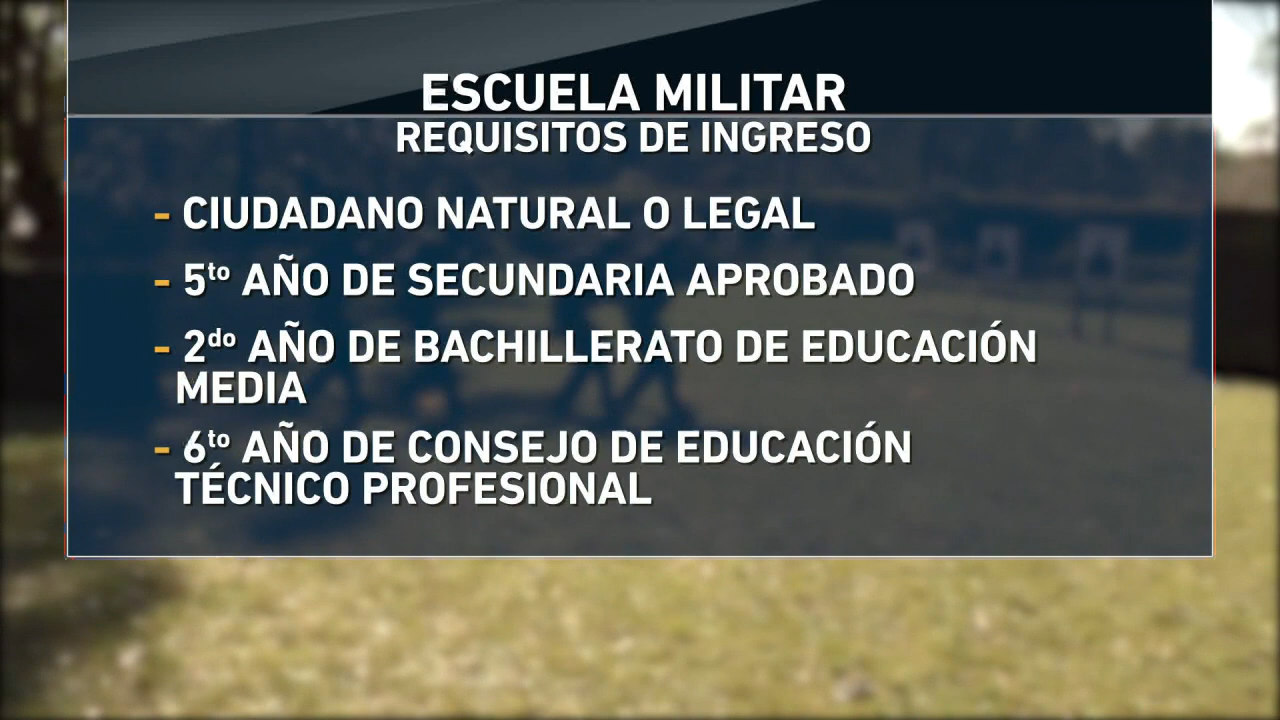 ESCUELA MILITAR
REQUISITOS DE INGRESO
- CIUDADANO NATURAL O LEGAL
- 5to AÑO DE SECUNDARIA APROBADO
- 2do AÑO DE BACHILLERATO DE EDUCACIÓN
MEDIA
- 6to AÑO DE CONSEJO DE EDUCACIÓN
TÉCNICO PROFESIONAL